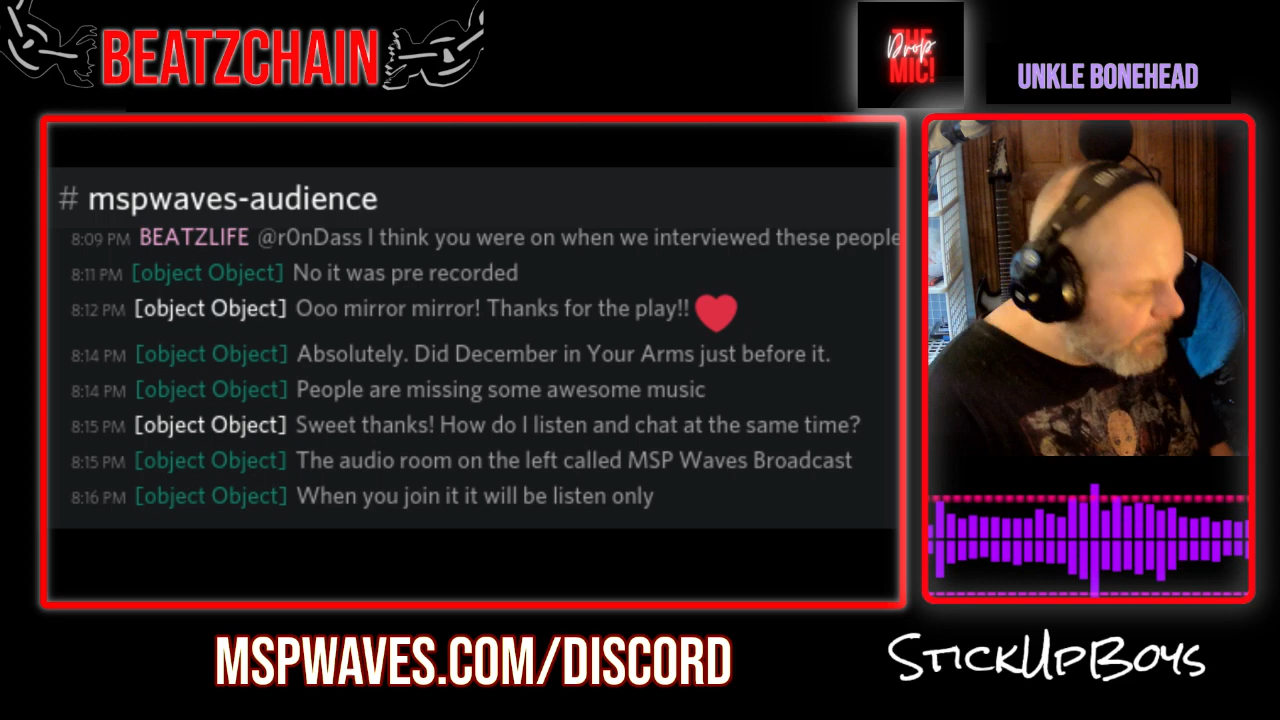 BEATZCHAIN
THE
Drop
MIC!
UNKLE BONEHEAD
# mspwaves-audience
8:09 PM BEATZLIFE @r0nDass I think you were on when we interviewed these people
8:11 PM [object Object] No it was pre recorded
8:12 PM [object Object] Ooo mirror mirror! Thanks for the play!! ❤
8:14 PM [object Object] Absolutely. Did December in Your Arms just before it.
8:14 PM [object Object] People are missing some awesome music
8:15 PM [object Object] Sweet thanks! How do I listen and chat at the same time?
8:15 PM [object Object] The audio room on the left called MSP Waves Broadcast
8:16 PM [object Object] When you join it it will be listen only
MSPWAVES.COM/DISCORD
StickUpBoys